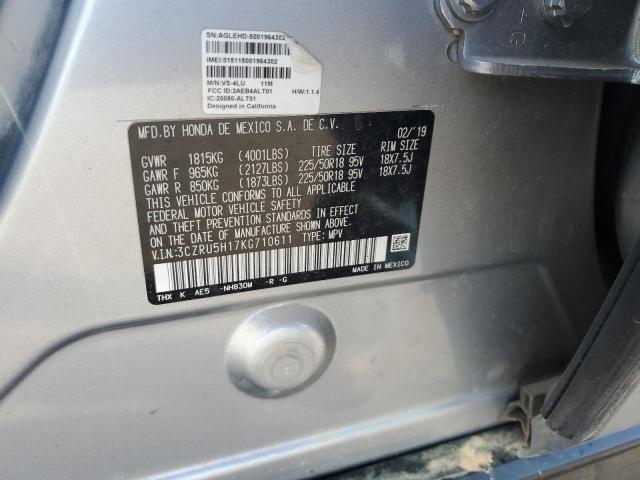 SN:AGLEHD-5001964302
IMEI:015115001964302
M/N:VS-4LU 11M
FCC ID:2AEB4ALT01 H/W:1.1.4
IC:20080-ALT01
Designed in California
MFD.BY HONDA DE MEXICO S.A. DE C.V. 02/'19
GVWR 1815KG (4001LBS) TIRE SIZE RIM SIZE
GAWR F 965KG (2127LBS) 225/50R18 95V 18X7.5J
GAWR R 850KG (1873LBS) 225/50R18 95V 18X7.5J
THIS VEHICLE CONFORMS TO ALL APPLICABLE
FEDERAL MOTOR VEHICLE SAFETY
AND THEFT PREVENTION STANDARDS IN EFFECT
ON THE DATE OF MANUFACTURE SHOWN ABOVE.
V.I.N.:3CZRU5H17KG710611 TYPE: MPV
THX K AE5 -NH830M -R -G MADE IN MEXICO